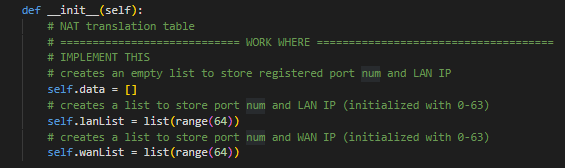 def __init__(self):
# NAT translation table
# =========================== WORK WHERE ====================================
# IMPLEMENT THIS
# creates an empty list to store registered port num and LAN IP
self.data = []
# creates a list to store port num and LAN IP (initialized with 0-63)
self.lanList = list(range(64))
# creates a list to store port num and WAN IP (initialized with 0-63)
self.wanList = list(range(64))